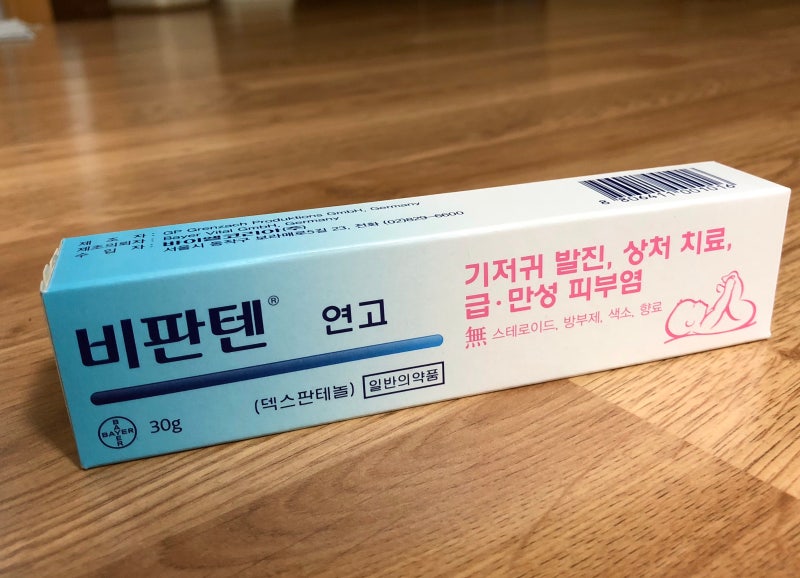 제 조 자 : GP Grenzach Produktions GmbH, Germany
제조의뢰자 : Bayer Vital GmbH, Germany
수 입 자 : 바이엘코리아(주)
서울시 동작구 보라매로5길 23, 전화 (02)829-6600
비판텐® 연고
(덱스판테놀) 일반의약품
BAYER
BAYER
30g
기저귀 발진, 상처 치료,
급·만성 피부염
無 스테로이드, 방부제, 색소, 향료